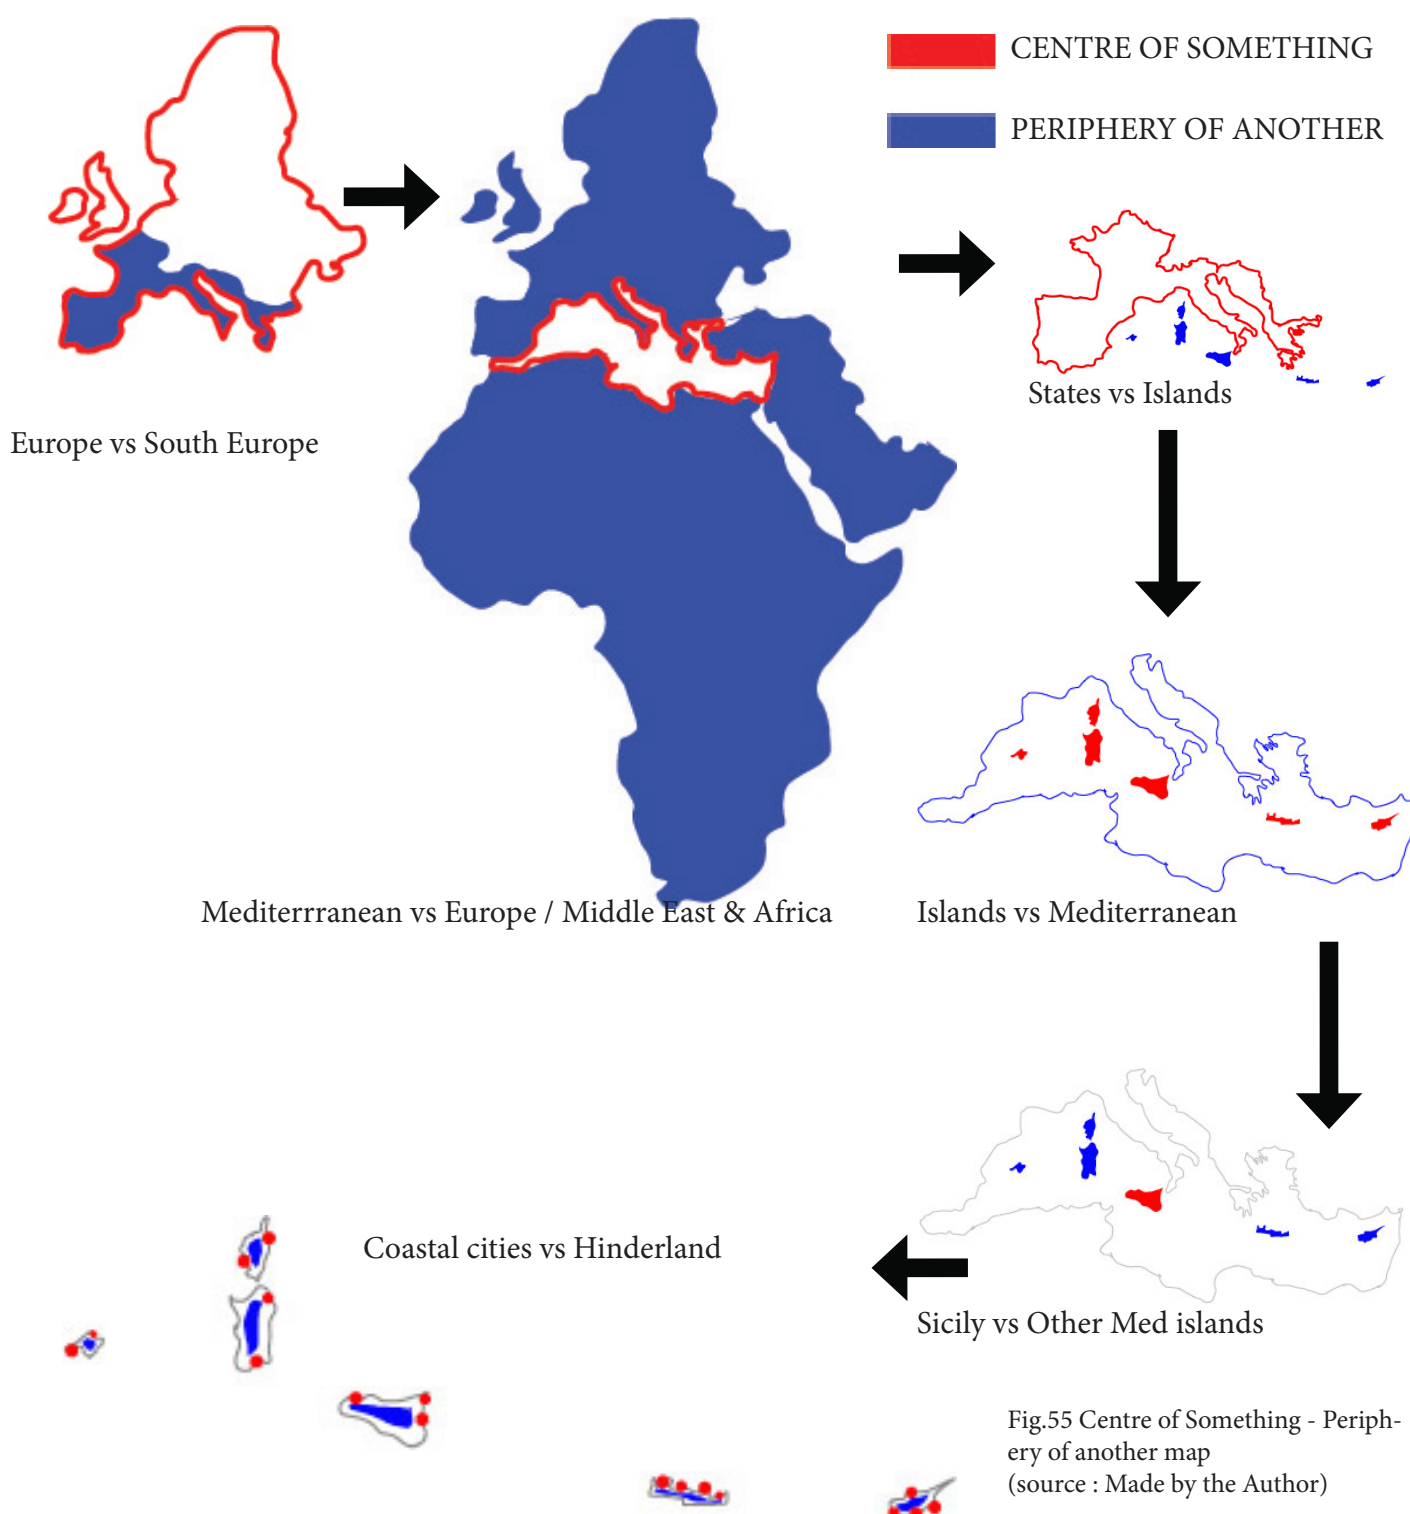 CENTRE OF SOMETHING
PERIPHERY OF ANOTHER
Europe vs South Europe
States vs Islands
Mediterrranean vs Europe / Middle East & Africa
Islands vs Mediterranean
Coastal cities vs Hinderland
Sicily vs Other Med islands
Fig.55 Centre of Something - Periph-
ery of another map
(source : Made by the Author)